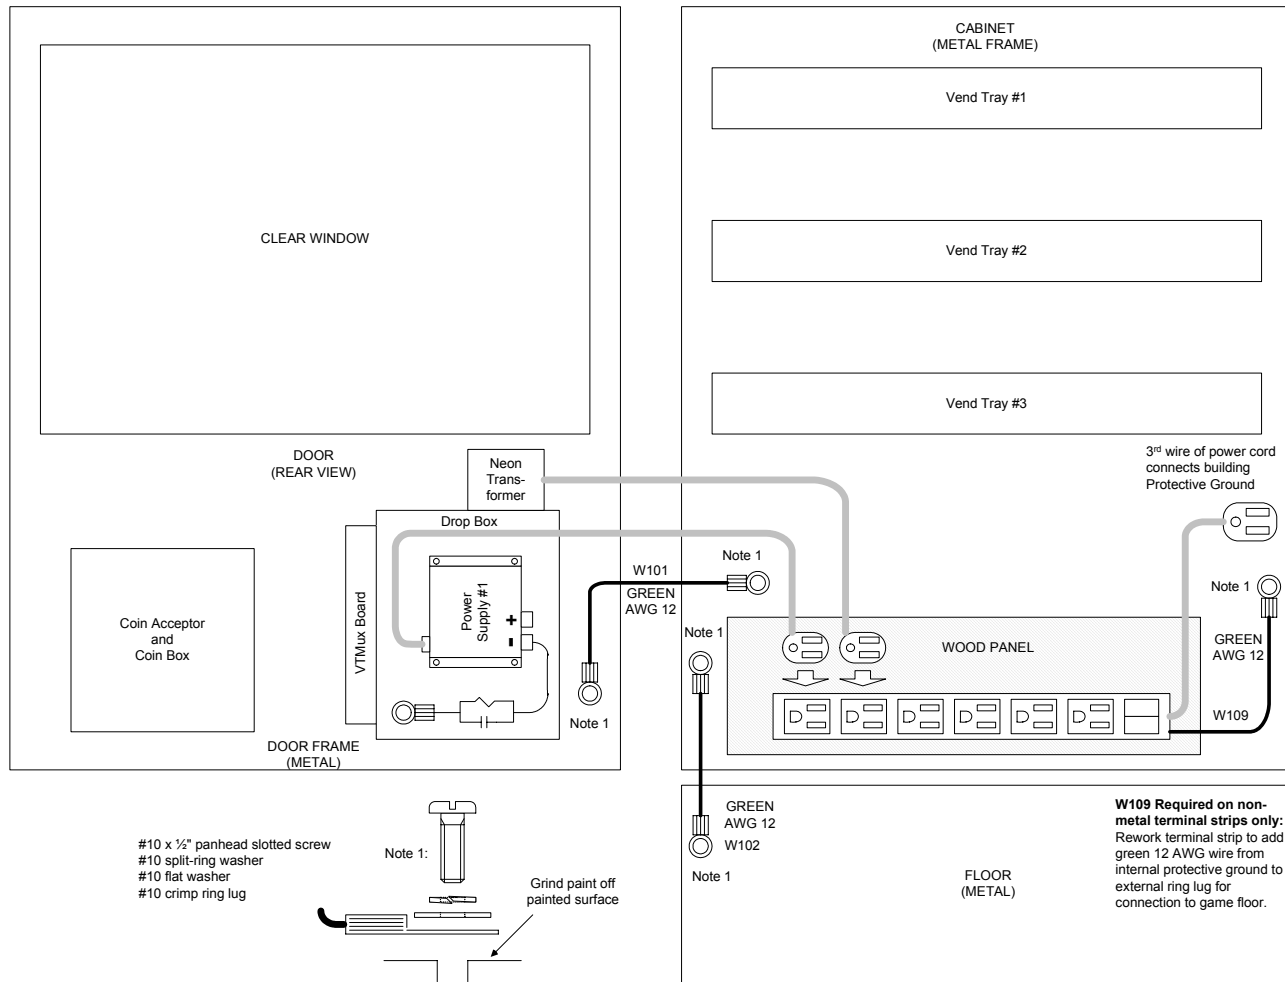 CABINET
(METAL FRAME)
Vend Tray #1
CLEAR WINDOW
Vend Tray #2
Vend Tray #3
DOOR
(REAR VIEW)
Neon
Trans-
former
3rd wire of power cord
connects building
Protective Ground
Drop Box
VTMux Board
Power
Supply #1
+
-
Coin Acceptor
and
Coin Box
W101
GREEN
AWG 12
Note 1
Note 1
Note 1
Note 1
WOOD PANEL
GREEN
AWG 12
W109
DOOR FRAME
(METAL)
GREEN
AWG 12
W102
Note 1
FLOOR
(METAL)
W109 Required on non-
metal terminal strips only:
Rework terminal strip to add
green 12 AWG wire from
internal protective ground to
external ring lug for
connection to game floor.
#10 x ½" panhead slotted screw
#10 split-ring washer
#10 flat washer
#10 crimp ring lug
Note 1:
Grind paint off
painted surface